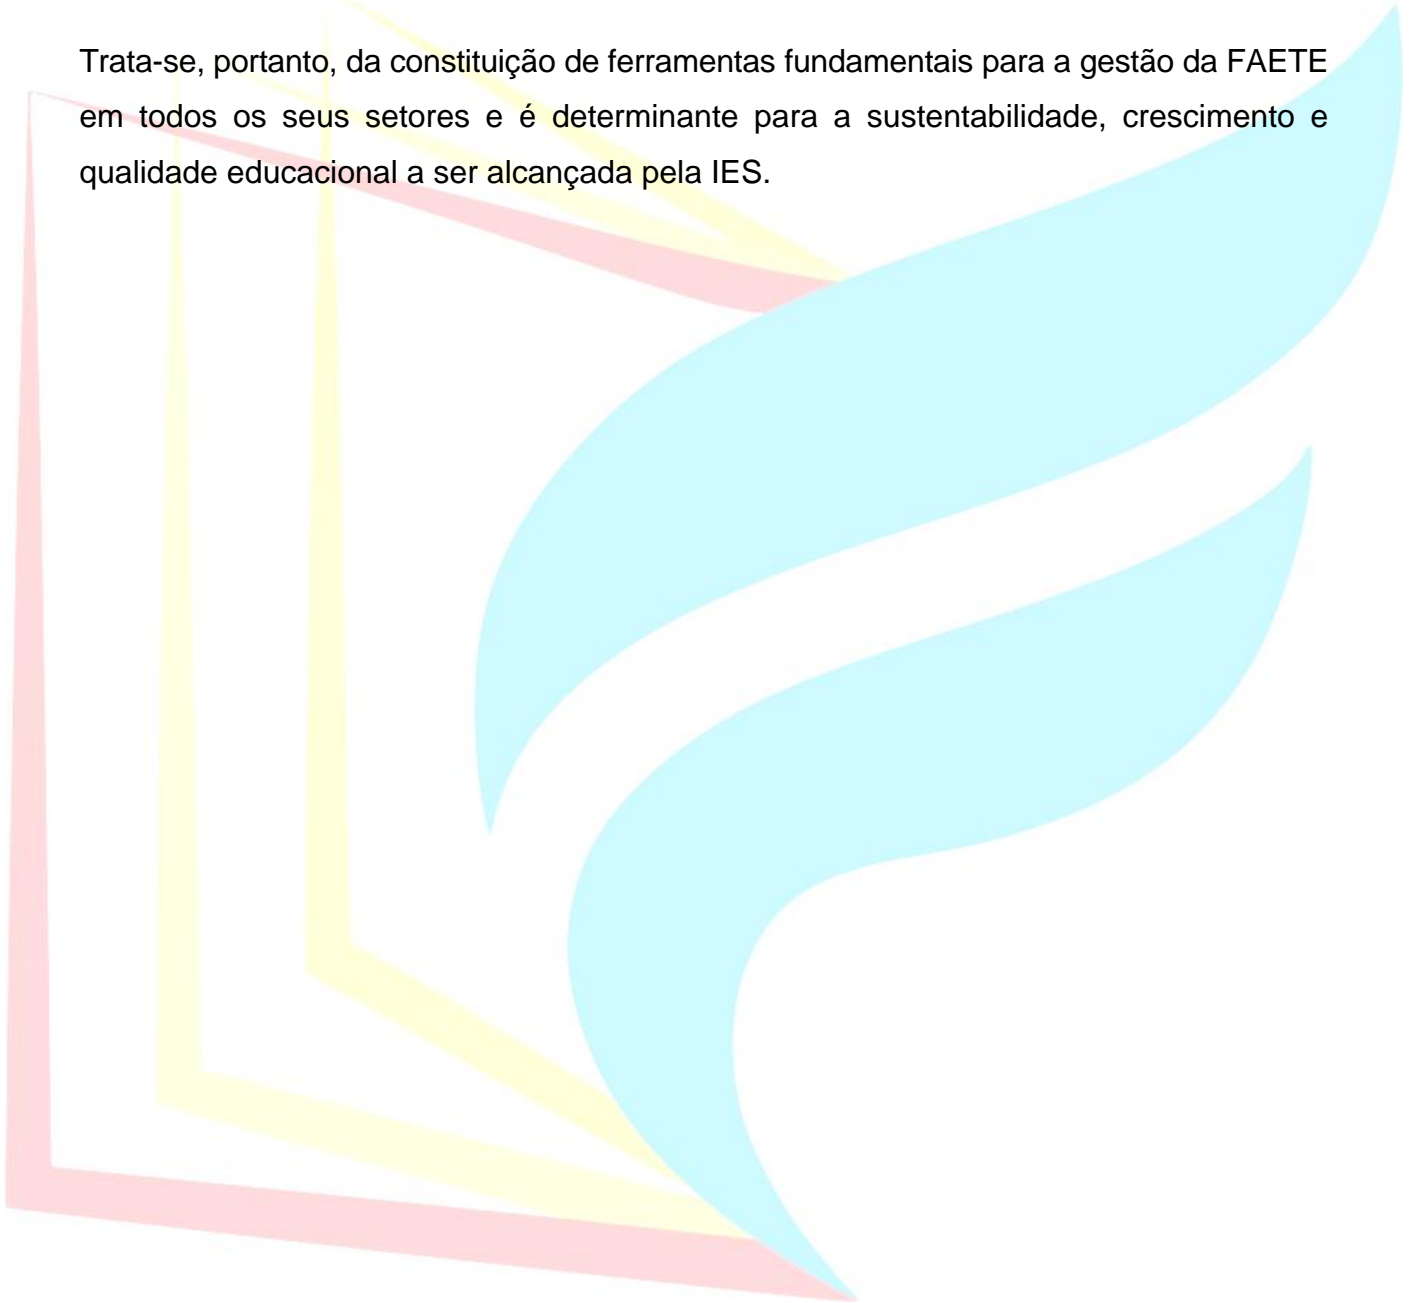 Trata-se, portanto, da constituição de ferramentas fundamentais para a gestão da FAETE
em todos os seus setores e é determinante para a sustentabilidade, crescimento e
qualidade educacional a ser alcançada pela IES.